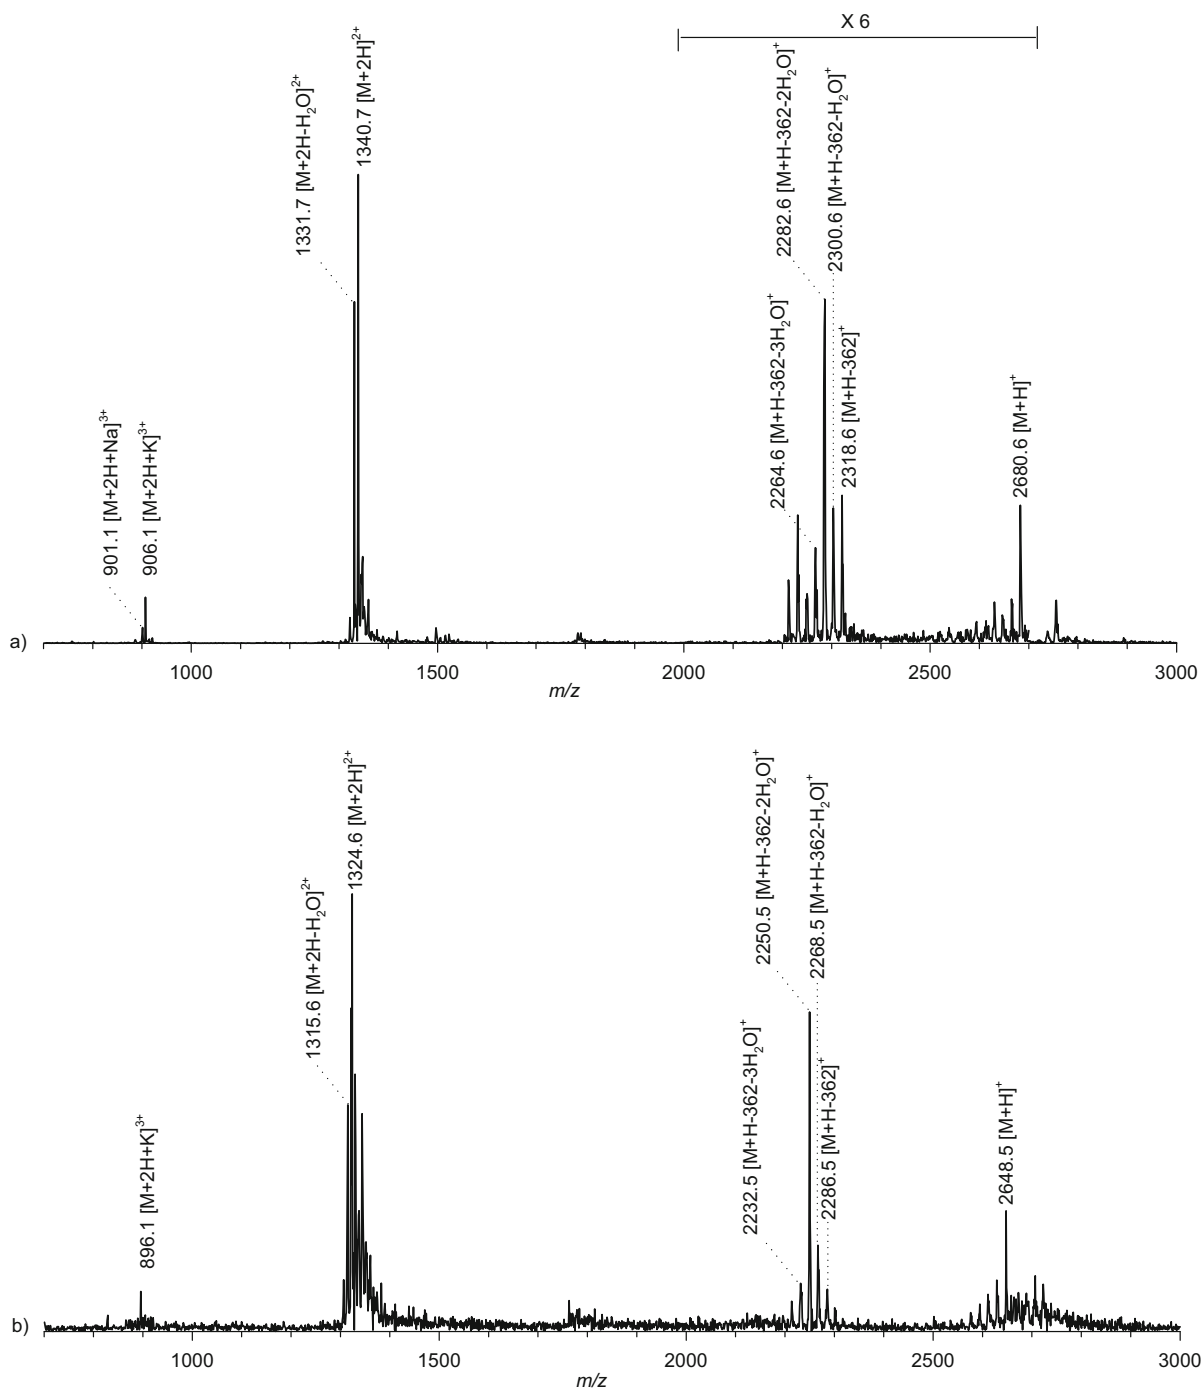 X 6
901.1 [M+2H+Na]³⁺
906.1 [M+2H+K]³⁺
1331.7 [M+2H-H₂O]²⁺
1340.7 [M+2H]²⁺
2264.6 [M+H-362-3H₂O]⁺
2282.6 [M+H-362-2H₂O]⁺
2300.6 [M+H-362-H₂O]⁺
2318.6 [M+H-362]⁺
2680.6 [M+H]⁺
a)
1000 1500 2000 2500 3000
m/z
896.1 [M+2H+K]³⁺
1315.6 [M+2H-H₂O]²⁺
1324.6 [M+2H]²⁺
2232.5 [M+H-362-3H₂O]⁺
2250.5 [M+H-362-2H₂O]⁺
2268.5 [M+H-362-H₂O]⁺
2286.5 [M+H-362]⁺
2648.5 [M+H]⁺
b)
1000 1500 2000 2500 3000
m/z